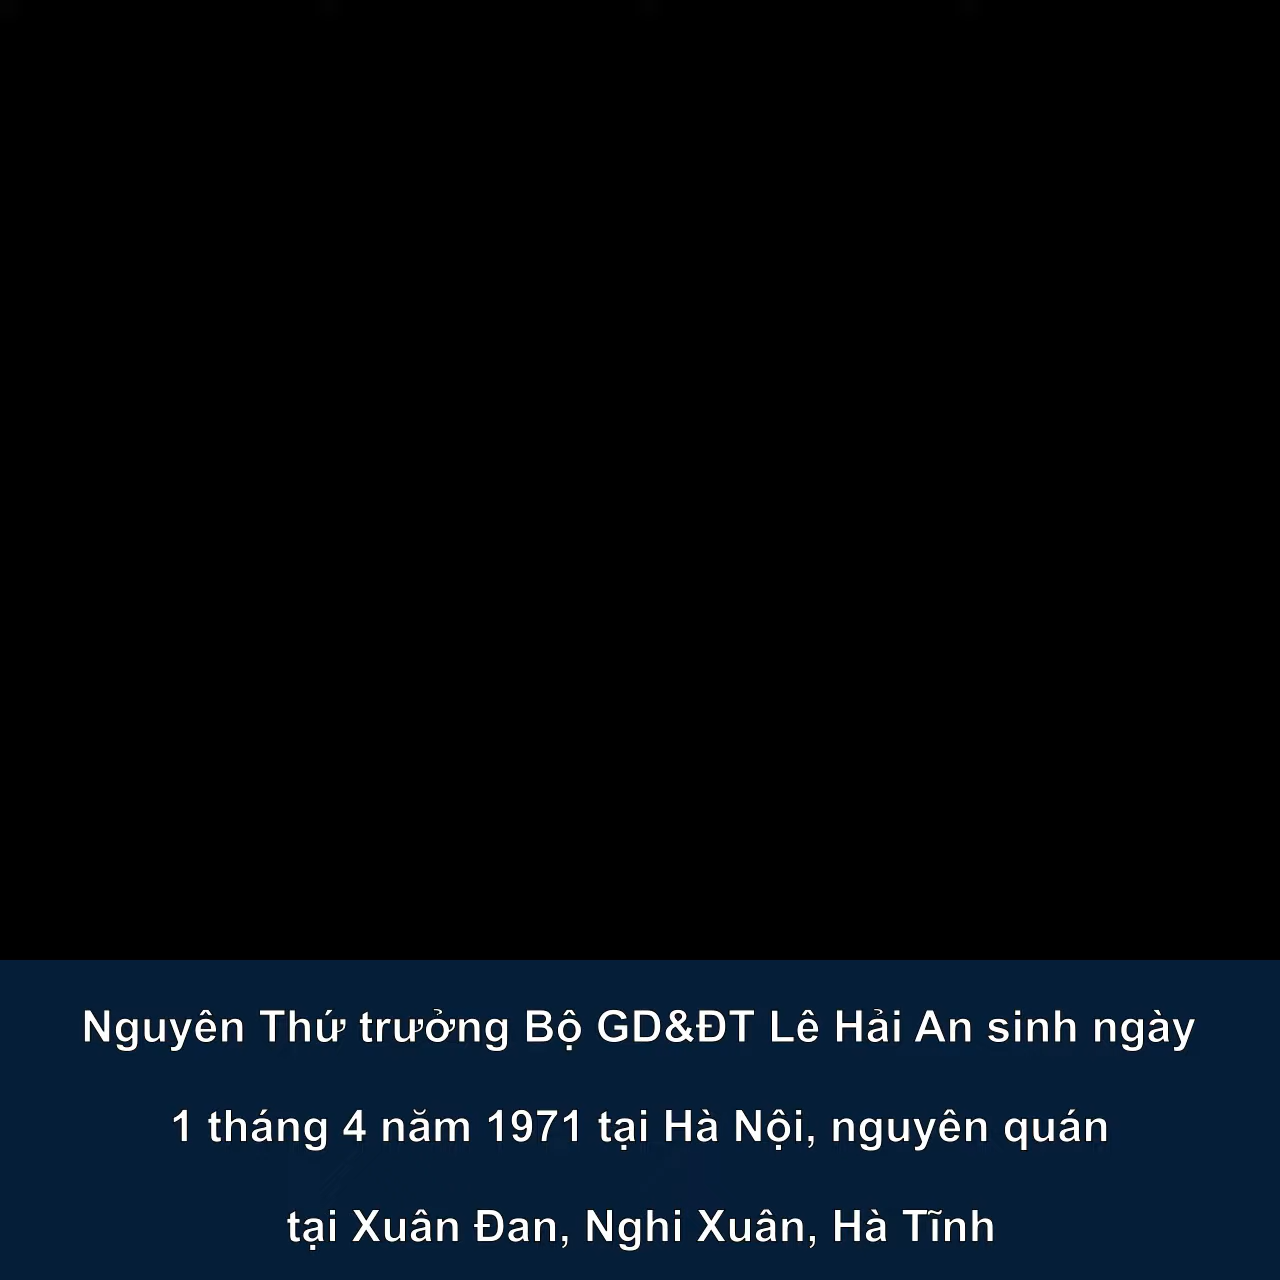 Nguyên Thứ trưởng Bộ GD&ĐT Lê Hải An sinh ngày
1 tháng 4 năm 1971 tại Hà Nội, nguyên quán
tại Xuân Đan, Nghi Xuân, Hà Tĩnh